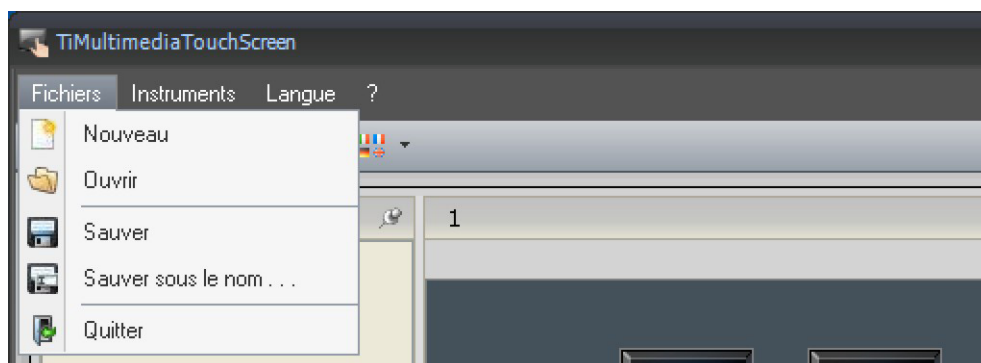 TiMultimediaTouchScreen
Fichiers Instruments Langue ?
Nouveau
Ouvrir
1
Sauver
Sauver sous le nom . . .
Quitter